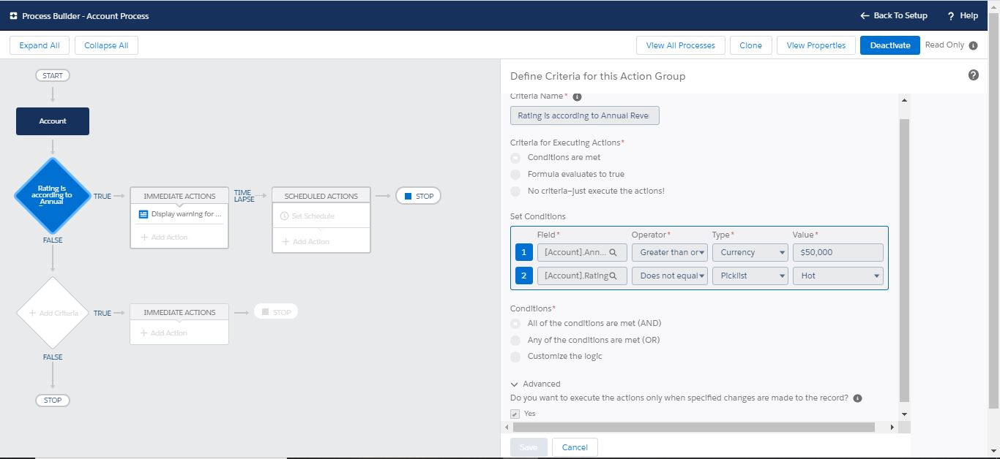 Process Builder - Account Process
Back To Setup
? Help
Expand All
Collapse All
View All Processes
Clone
View Properties
Deactivate
Read Only
START
Account
Rating is
according to
Annual
TRUE
IMMEDIATE ACTIONS
Display warning for ...
+ Add Action
TIME
LAPSE
SCHEDULED ACTIONS
Set Schedule
+ Add Action
STOP
FALSE
+ Add Criteria
TRUE
IMMEDIATE ACTIONS
+ Add Action
STOP
FALSE
STOP
Define Criteria for this Action Group
Criteria Name*
Rating is according to Annual Reve
Criteria for Executing Actions*
Conditions are met
Formula evaluates to true
No criteria—just execute the actions!
Set Conditions
Field* Operator* Type* Value*
1 [Account].Ann... Greater than or Currency $50,000
2 [Account].Rating Does not equal Picklist Hot
Conditions*
All of the conditions are met (AND)
Any of the conditions are met (OR)
Customize the logic
Advanced
Do you want to execute the actions only when specified changes are made to the record?
Yes
Save
Cancel